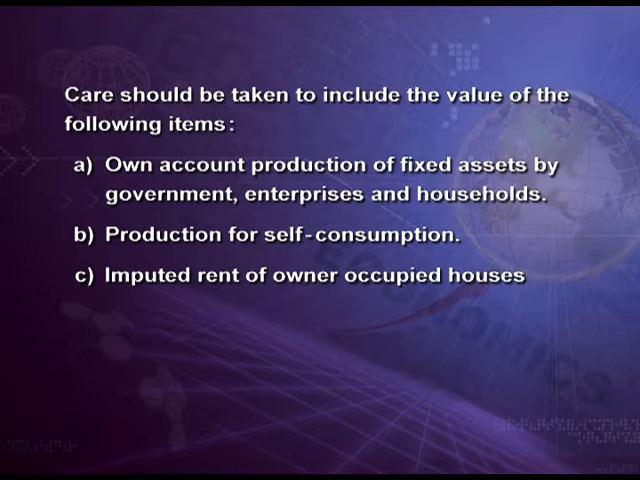 Care should be taken to include the value of the
following items:
a) Own account production of fixed assets by
government, enterprises and households.
b) Production for self-consumption.
c) Imputed rent of owner occupied houses
ECONOMICS